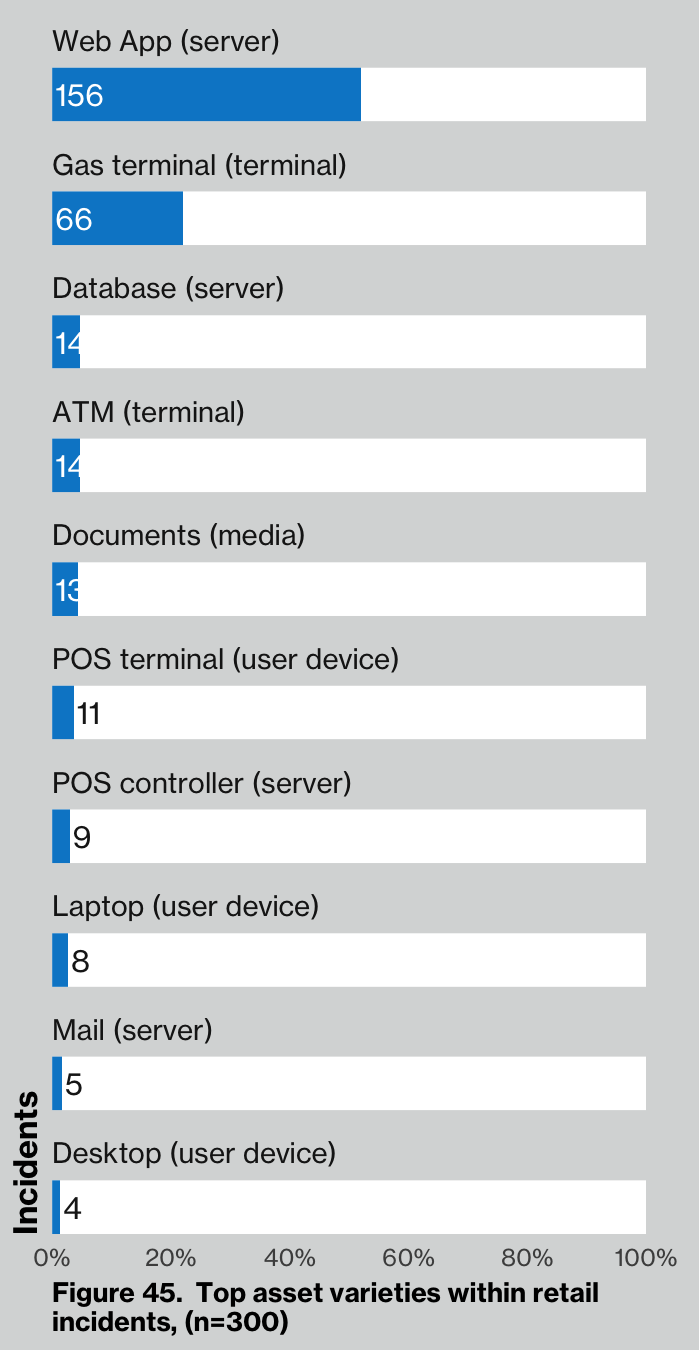 Web App (server)
156
Gas terminal (terminal)
66
Database (server)
14
ATM (terminal)
14
Documents (media)
13
POS terminal (user device)
11
POS controller (server)
9
Laptop (user device)
8
Mail (server)
5
Desktop (user device)
4
Incidents
0% 20% 40% 60% 80% 100%
Figure 45. Top asset varieties within retail
incidents, (n=300)